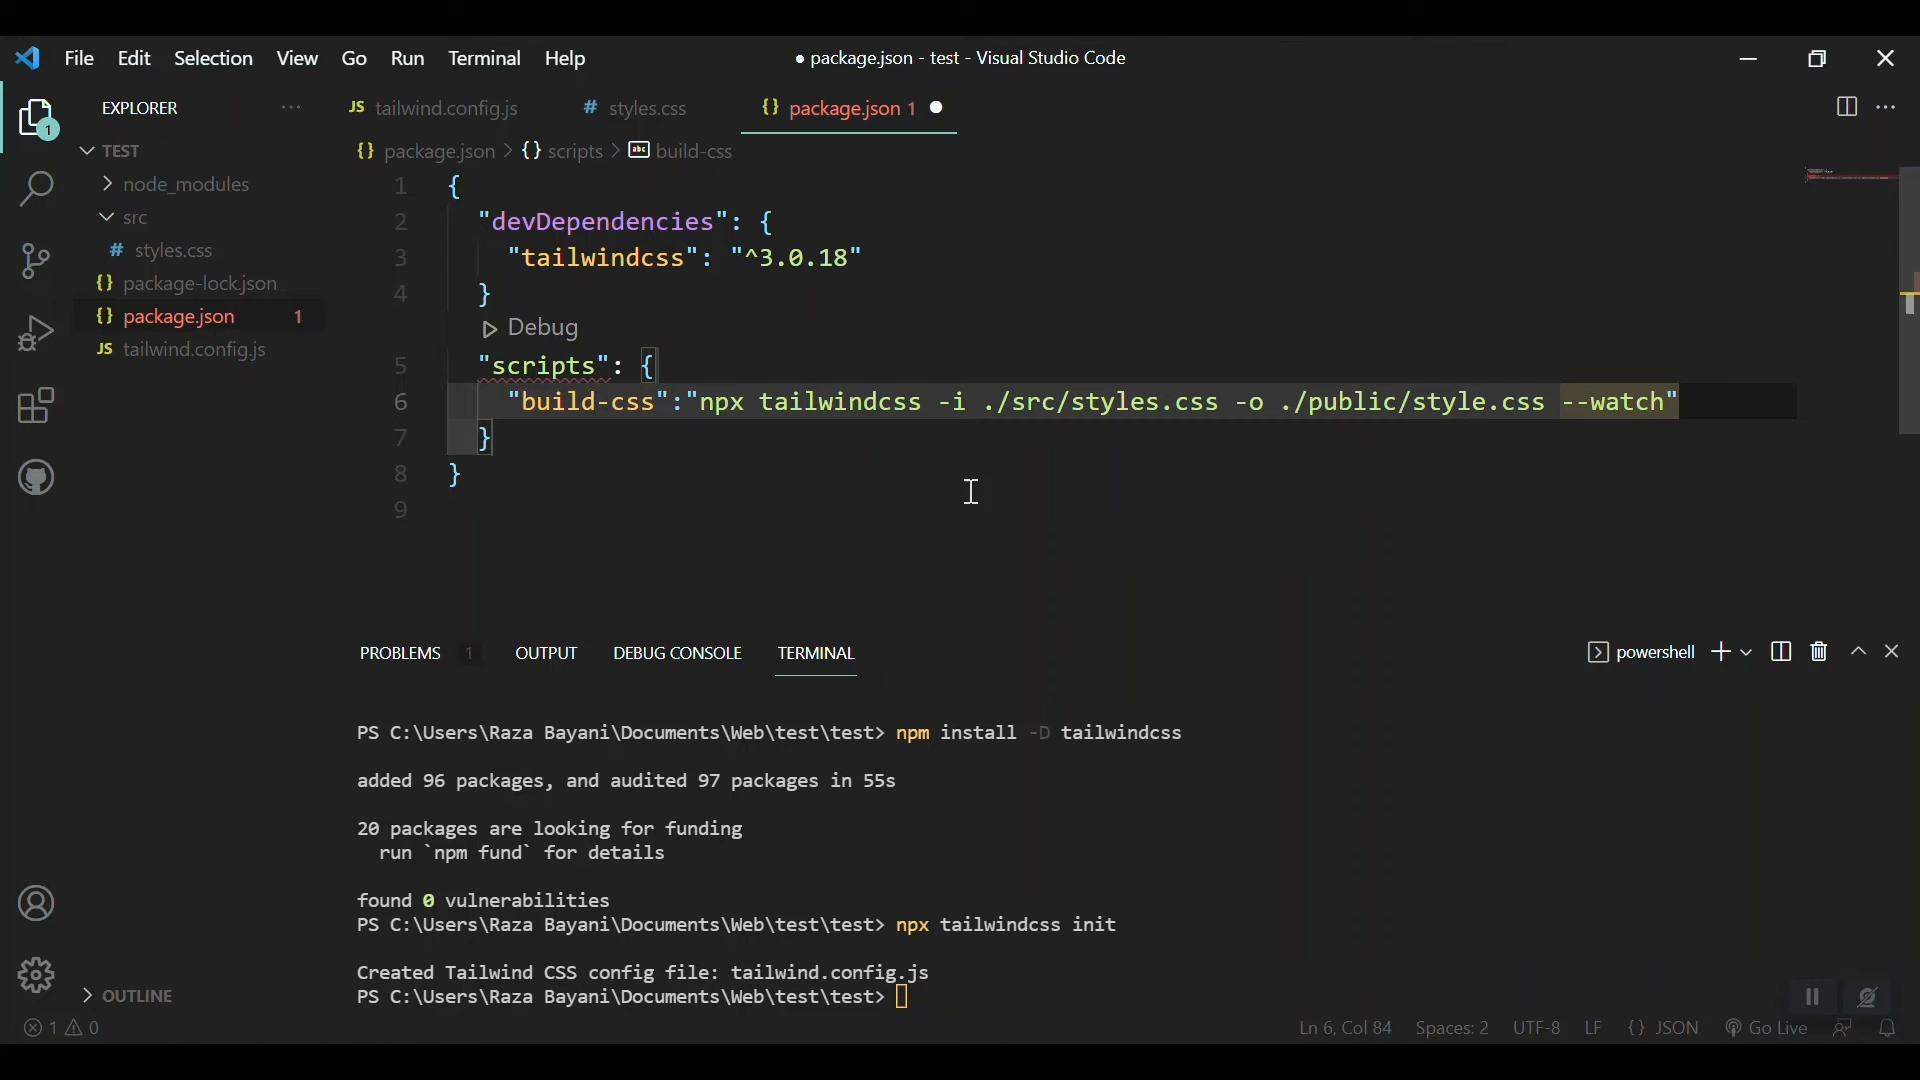 File Edit Selection View Go Run Terminal Help ● package.json - test - Visual Studio Code
EXPLORER ···
JS tailwind.config.js # styles.css {} package.json 1 ●
TEST
{} package.json > {} scripts > abc build-css
node_modules
src
# styles.css
{} package-lock.json
{} package.json 1
JS tailwind.config.js
1 {
2 "devDependencies": {
3 "tailwindcss": "^3.0.18"
4 }
Debug
5 "scripts": {
6 "build-css":"npx tailwindcss -i ./src/styles.css -o ./public/style.css --watch"
7 }
8 }
9
1
PROBLEMS 1 OUTPUT DEBUG CONSOLE TERMINAL powershell
PS C:\Users\Raza Bayani\Documents\Web\test\test> npm install -D tailwindcss
added 96 packages, and audited 97 packages in 55s
20 packages are looking for funding
run `npm fund` for details
found 0 vulnerabilities
PS C:\Users\Raza Bayani\Documents\Web\test\test> npx tailwindcss init
Created Tailwind CSS config file: tailwind.config.js
PS C:\Users\Raza Bayani\Documents\Web\test\test>
OUTLINE
1 0 Ln 6, Col 84 Spaces: 2 UTF-8 LF {} JSON Go Live